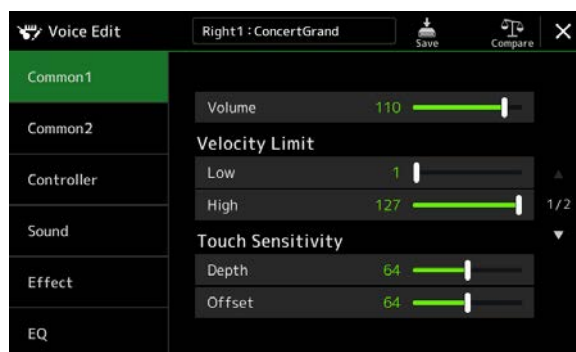 Voice Edit
Right1 : ConcertGrand
Save
Compare
Common1
Common2
Controller
Sound
Effect
EQ
Volume 110
Velocity Limit
Low 1
High 127
1/2
Touch Sensitivity
Depth 64
Offset 64